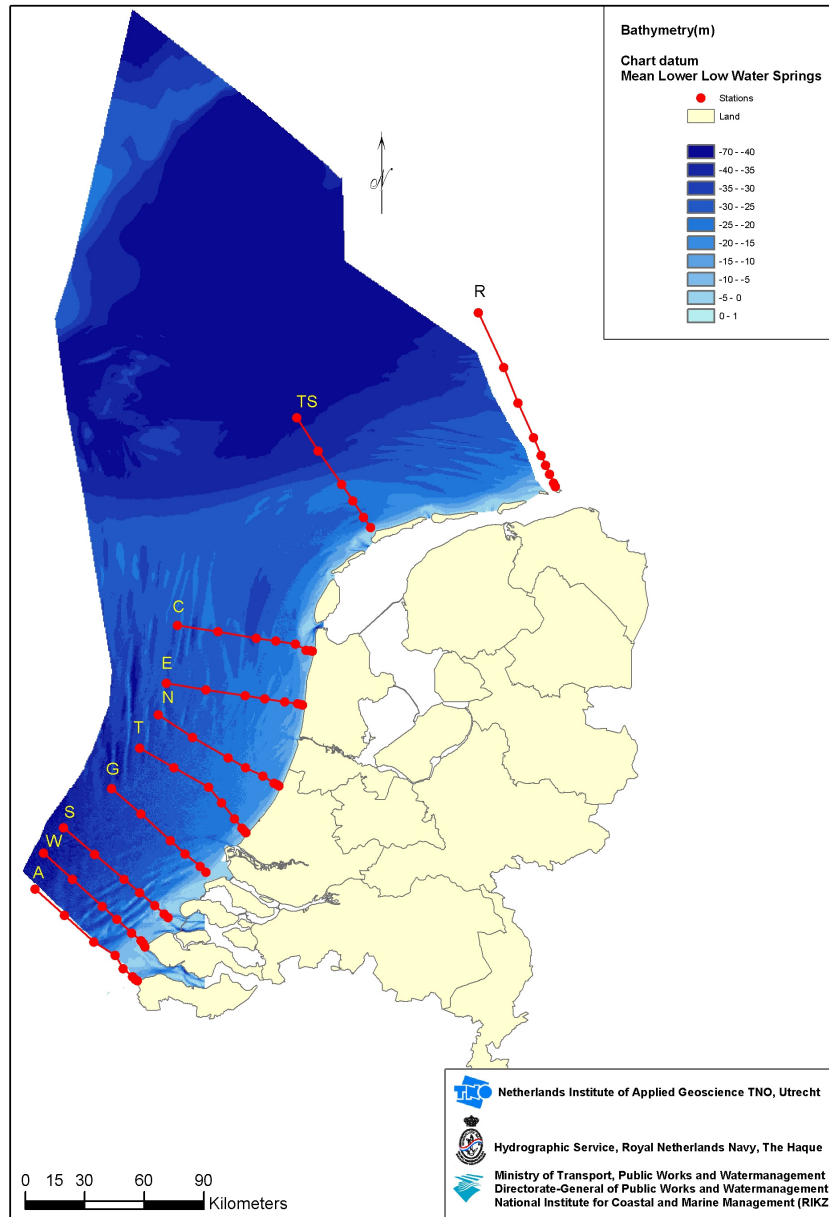 Bathymetry(m)
Chart datum
Mean Lower Low Water Springs
Stations
Land
-70 - -40
-40 - -35
-35 - -30
-30 - -25
-25 - -20
-20 - -15
-15 - -10
-10 - -5
-5 - 0
0 - 1
N
R
TS
C
E
N
T
G
S
W
A
TNO
Netherlands Institute of Applied Geoscience TNO, Utrecht
Hydrographic Service, Royal Netherlands Navy, The Haque
Ministry of Transport, Public Works and Watermanagement
Directorate-General of Public Works and Watermanagement
National Institute for Coastal and Marine Management (RIKZ
0 15 30 60 90
Kilometers